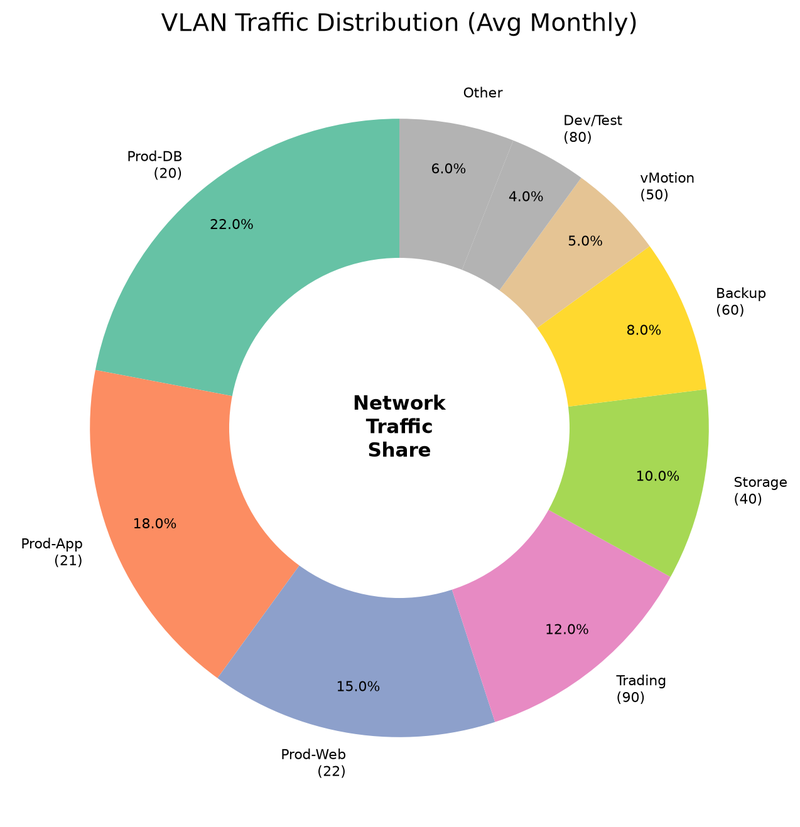 VLAN Traffic Distribution (Avg Monthly)
Other
6.0%
Dev/Test
(80)
4.0%
vMotion
(50)
5.0%
Backup
(60)
8.0%
Storage
(40)
10.0%
Trading
(90)
12.0%
Prod-Web
(22)
15.0%
Prod-App
(21)
18.0%
Prod-DB
(20)
22.0%
Network
Traffic
Share